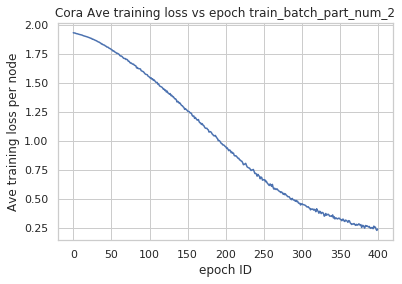 Cora Ave training loss vs epoch train_batch_part_num_2
Ave training loss per node
2.00
1.75
1.50
1.25
1.00
0.75
0.50
0.25
0 50 100 150 200 250 300 350 400
epoch ID